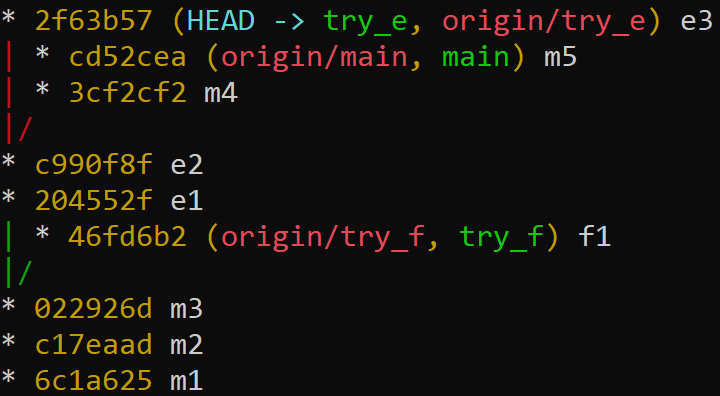 * 2f63b57 (HEAD -> try_e, origin/try_e) e3
| * cd52cea (origin/main, main) m5
| * 3cf2cf2 m4
|/
* c990f8f e2
* 204552f e1
| * 46fd6b2 (origin/try_f, try_f) f1
|/
* 022926d m3
* c17eaad m2
* 6c1a625 m1